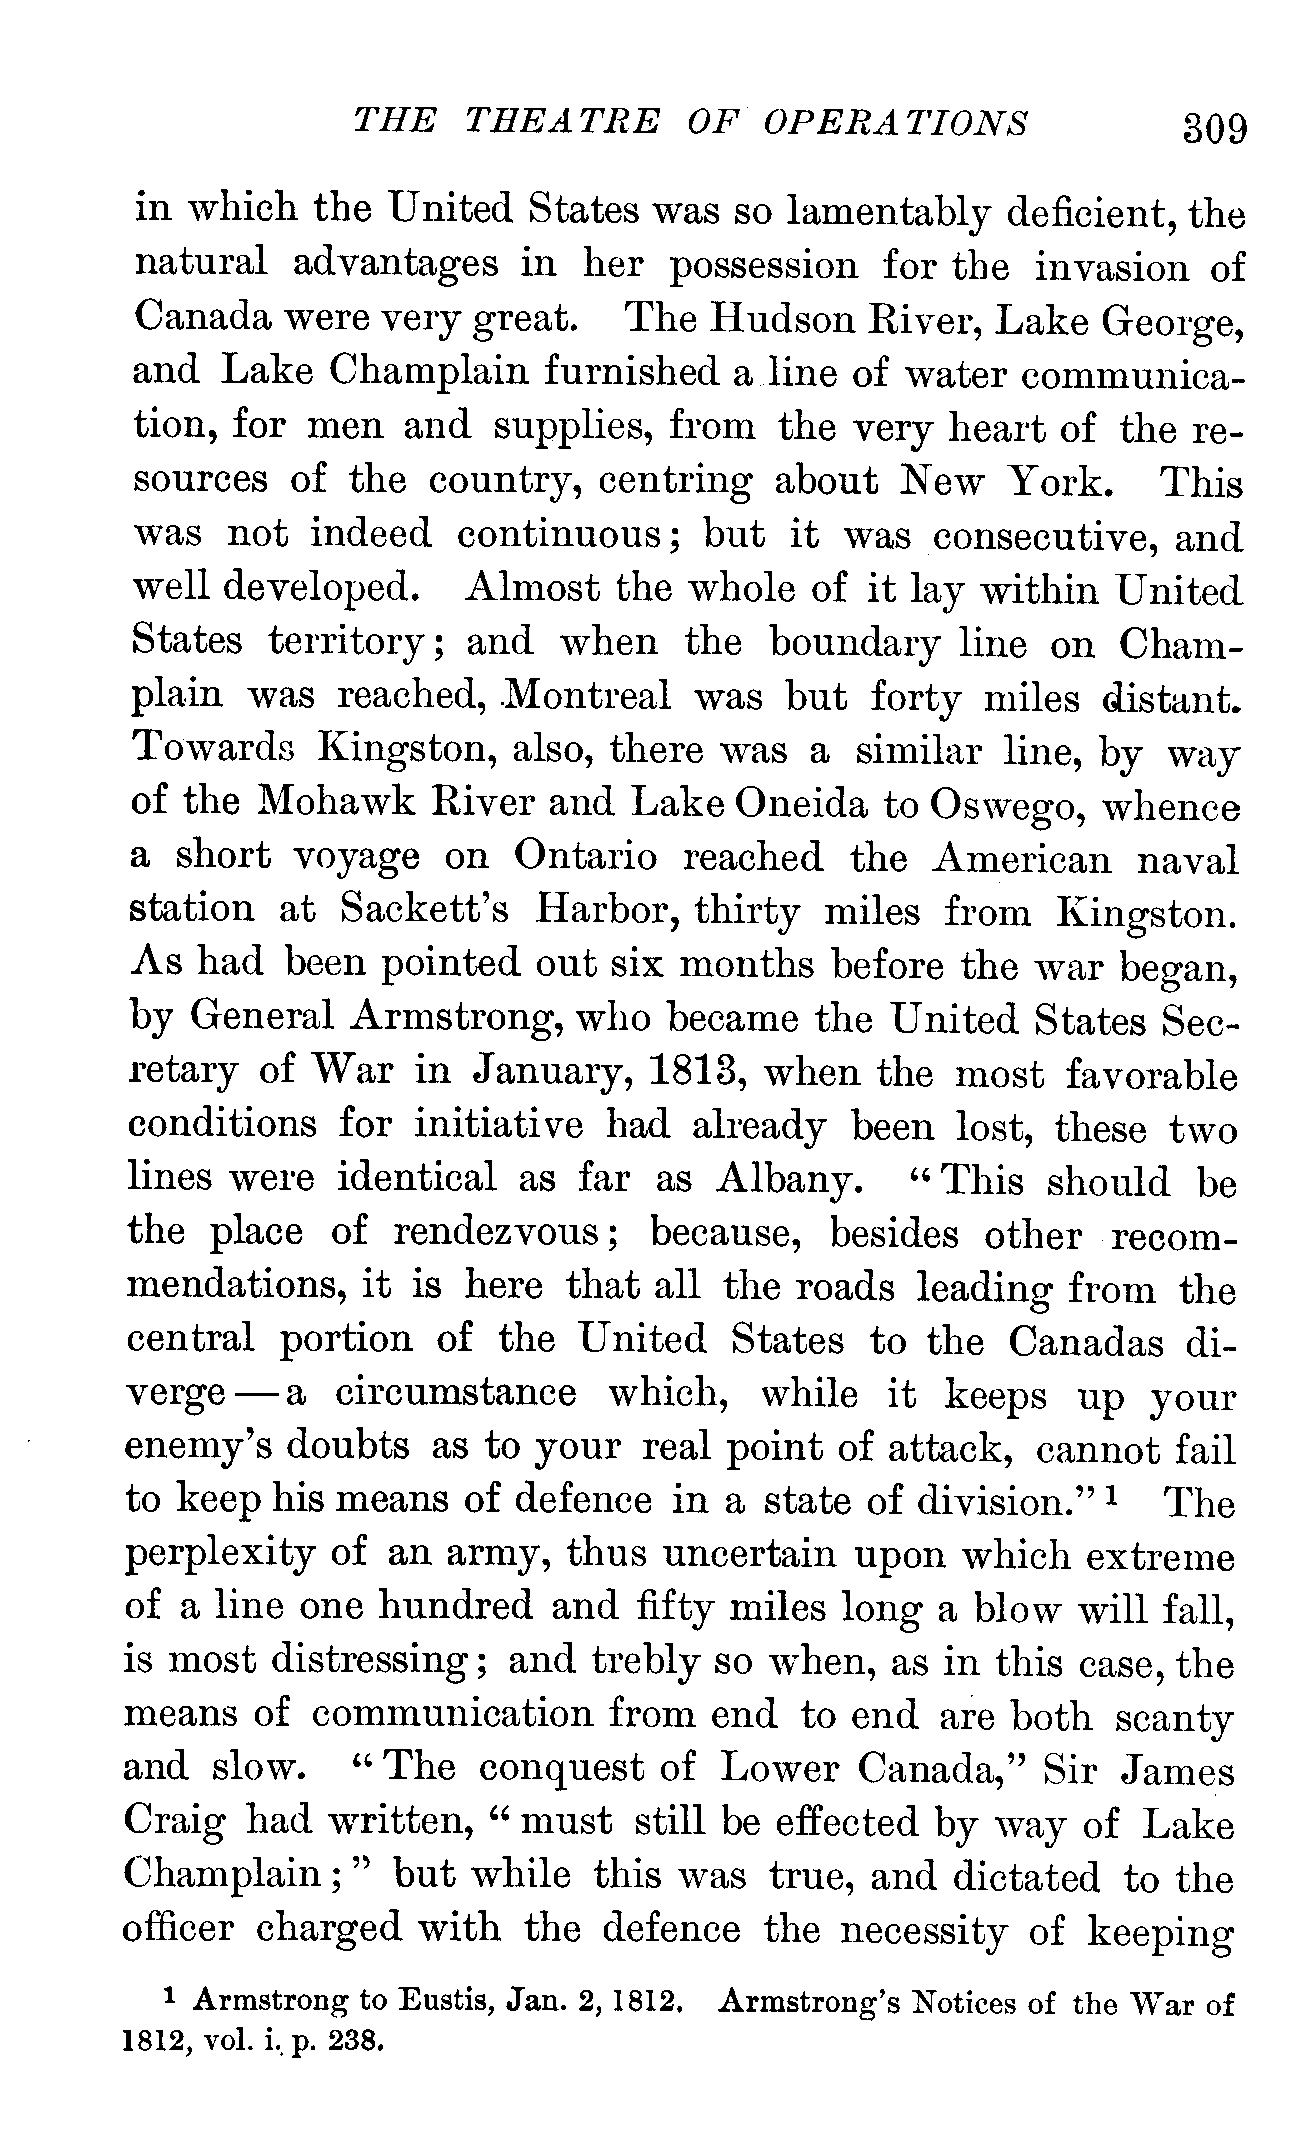 THE THEATRE OF OPERATIONS 309
in which the United States was so lamentably deficient, the
natural advantages in her possession for the invasion of
Canada were very great. The Hudson River, Lake George,
and Lake Champlain furnished a line of water communica-
tion, for men and supplies, from the very heart of the re-
sources of the country, centring about New York. This
was not indeed continuous; but it was consecutive, and
well developed. Almost the whole of it lay within United
States territory; and when the boundary line on Cham-
plain was reached, Montreal was but forty miles distant.
Towards Kingston, also, there was a similar line, by way
of the Mohawk River and Lake Oneida to Oswego, whence
a short voyage on Ontario reached the American naval
station at Sackett's Harbor, thirty miles from Kingston.
As had been pointed out six months before the war began,
by General Armstrong, who became the United States Sec-
retary of War in January, 1813, when the most favorable
conditions for initiative had already been lost, these two
lines were identical as far as Albany. "This should be
the place of rendezvous; because, besides other recom-
mendations, it is here that all the roads leading from the
central portion of the United States to the Canadas di-
verge—a circumstance which, while it keeps up your
enemy's doubts as to your real point of attack, cannot fail
to keep his means of defence in a state of division."¹ The
perplexity of an army, thus uncertain upon which extreme
of a line one hundred and fifty miles long a blow will fall,
is most distressing; and trebly so when, as in this case, the
means of communication from end to end are both scanty
and slow. "The conquest of Lower Canada," Sir James
Craig had written, "must still be effected by way of Lake
Champlain;" but while this was true, and dictated to the
officer charged with the defence the necessity of keeping
¹ Armstrong to Eustis, Jan. 2, 1812. Armstrong's Notices of the War of
1812, vol. i. p. 238.